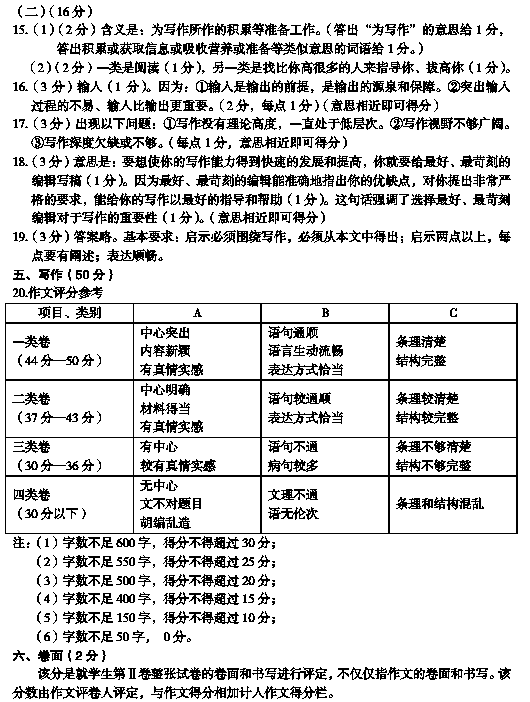 （二）（16分）
15.（1）（2分）含义是：为写作所作的积累等准备工作。（答出“为写作”的意思给1分，
答出积累或获取信息或吸收营养或准备等类似意思的词语给1分。）
（2）（2分）一类是阅读（1分），另一类是找比你高很多的人来指导你、拔高你（1分）。
16.（3分）输人（1分）。因为：①输人是输出的前提，是输出的源泉和保障。②突出输入
过程的不易、输人比输出更重要。（2分，每点1分）（意思相近即可得分）
17.（3分）出现以下问题：①写作没有理论高度，一直处于低层次。②写作视野不够广阔。
③写作深度欠缺或不够。（每点1分，意思相近即可得分）
18.（3分）意思是：要想使你的写作能力得到快速的发展和提高，你就要给最好、最苛刻的
编辑写稿（1分）。因为最好、最苛刻的编辑能准确地指出你的优缺点，对你提出非常严
格的要求，能给你的写作以最好的指导和帮助（1分）。这句话强调了选择最好、最苛刻
编辑对于写作的重要性（1分）。（意思相近即可得分）
19.（3分）答案略。基本要求：启示必须围绕写作，必须从本文中得出；启示两点以上，每
点要有阐述；表达顺畅。
五、写作（50分）
20.作文评分参考
项目、类别 A B C
一类卷
（44分—50分）
中心突出
内容新颖
有真情实感
语句通顺
语言生动流畅
表达方式恰当
条理清楚
结构完整
二类卷
（37分—43分）
中心明确
材料得当
有真情实感
语句较通顺
表达方式恰当
条理较清楚
结构较完整
三类卷
（30分—36分）
有中心
较有真情实感
语句不通
病句较多
条理不够清楚
结构不够完整
四类卷
（30分以下）
无中心
文不对题目
胡编乱造
文理不通
语无伦次
条理和结构混乱
注：（1）字数不足600字，得分不得超过30分；
（2）字数不足550字，得分不得超过25分；
（3）字数不足500字，得分不得超过20分；
（4）字数不足400字，得分不得超过15分；
（5）字数不足150字，得分不得超过10分；
（6）字数不足50字， 0分。
六、卷面（2分）
该分是就学生第Ⅱ卷整张试卷的卷面和书写进行评定，不仅仅指作文的卷面和书写。该
分数由作文评卷人评定，与作文得分相加计人作文得分栏。